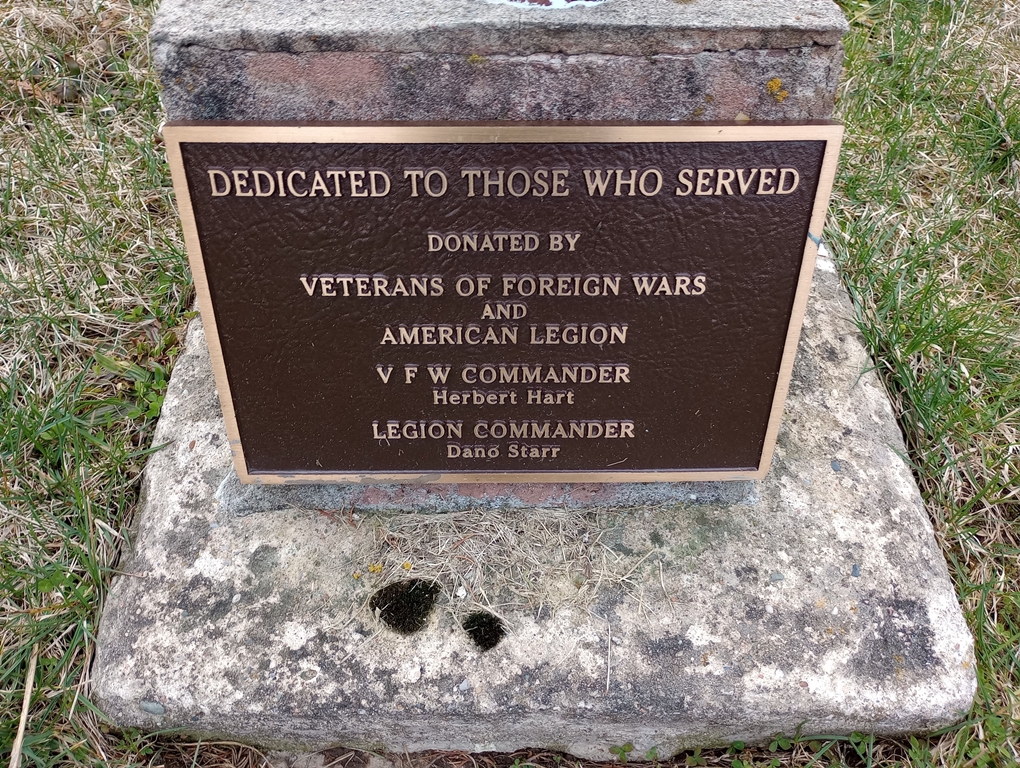 DEDICATED TO THOSE WHO SERVED
DONATED BY
VETERANS OF FOREIGN WARS
AND
AMERICAN LEGION
V F W COMMANDER
Herbert Hart
LEGION COMMANDER
Dano Starr